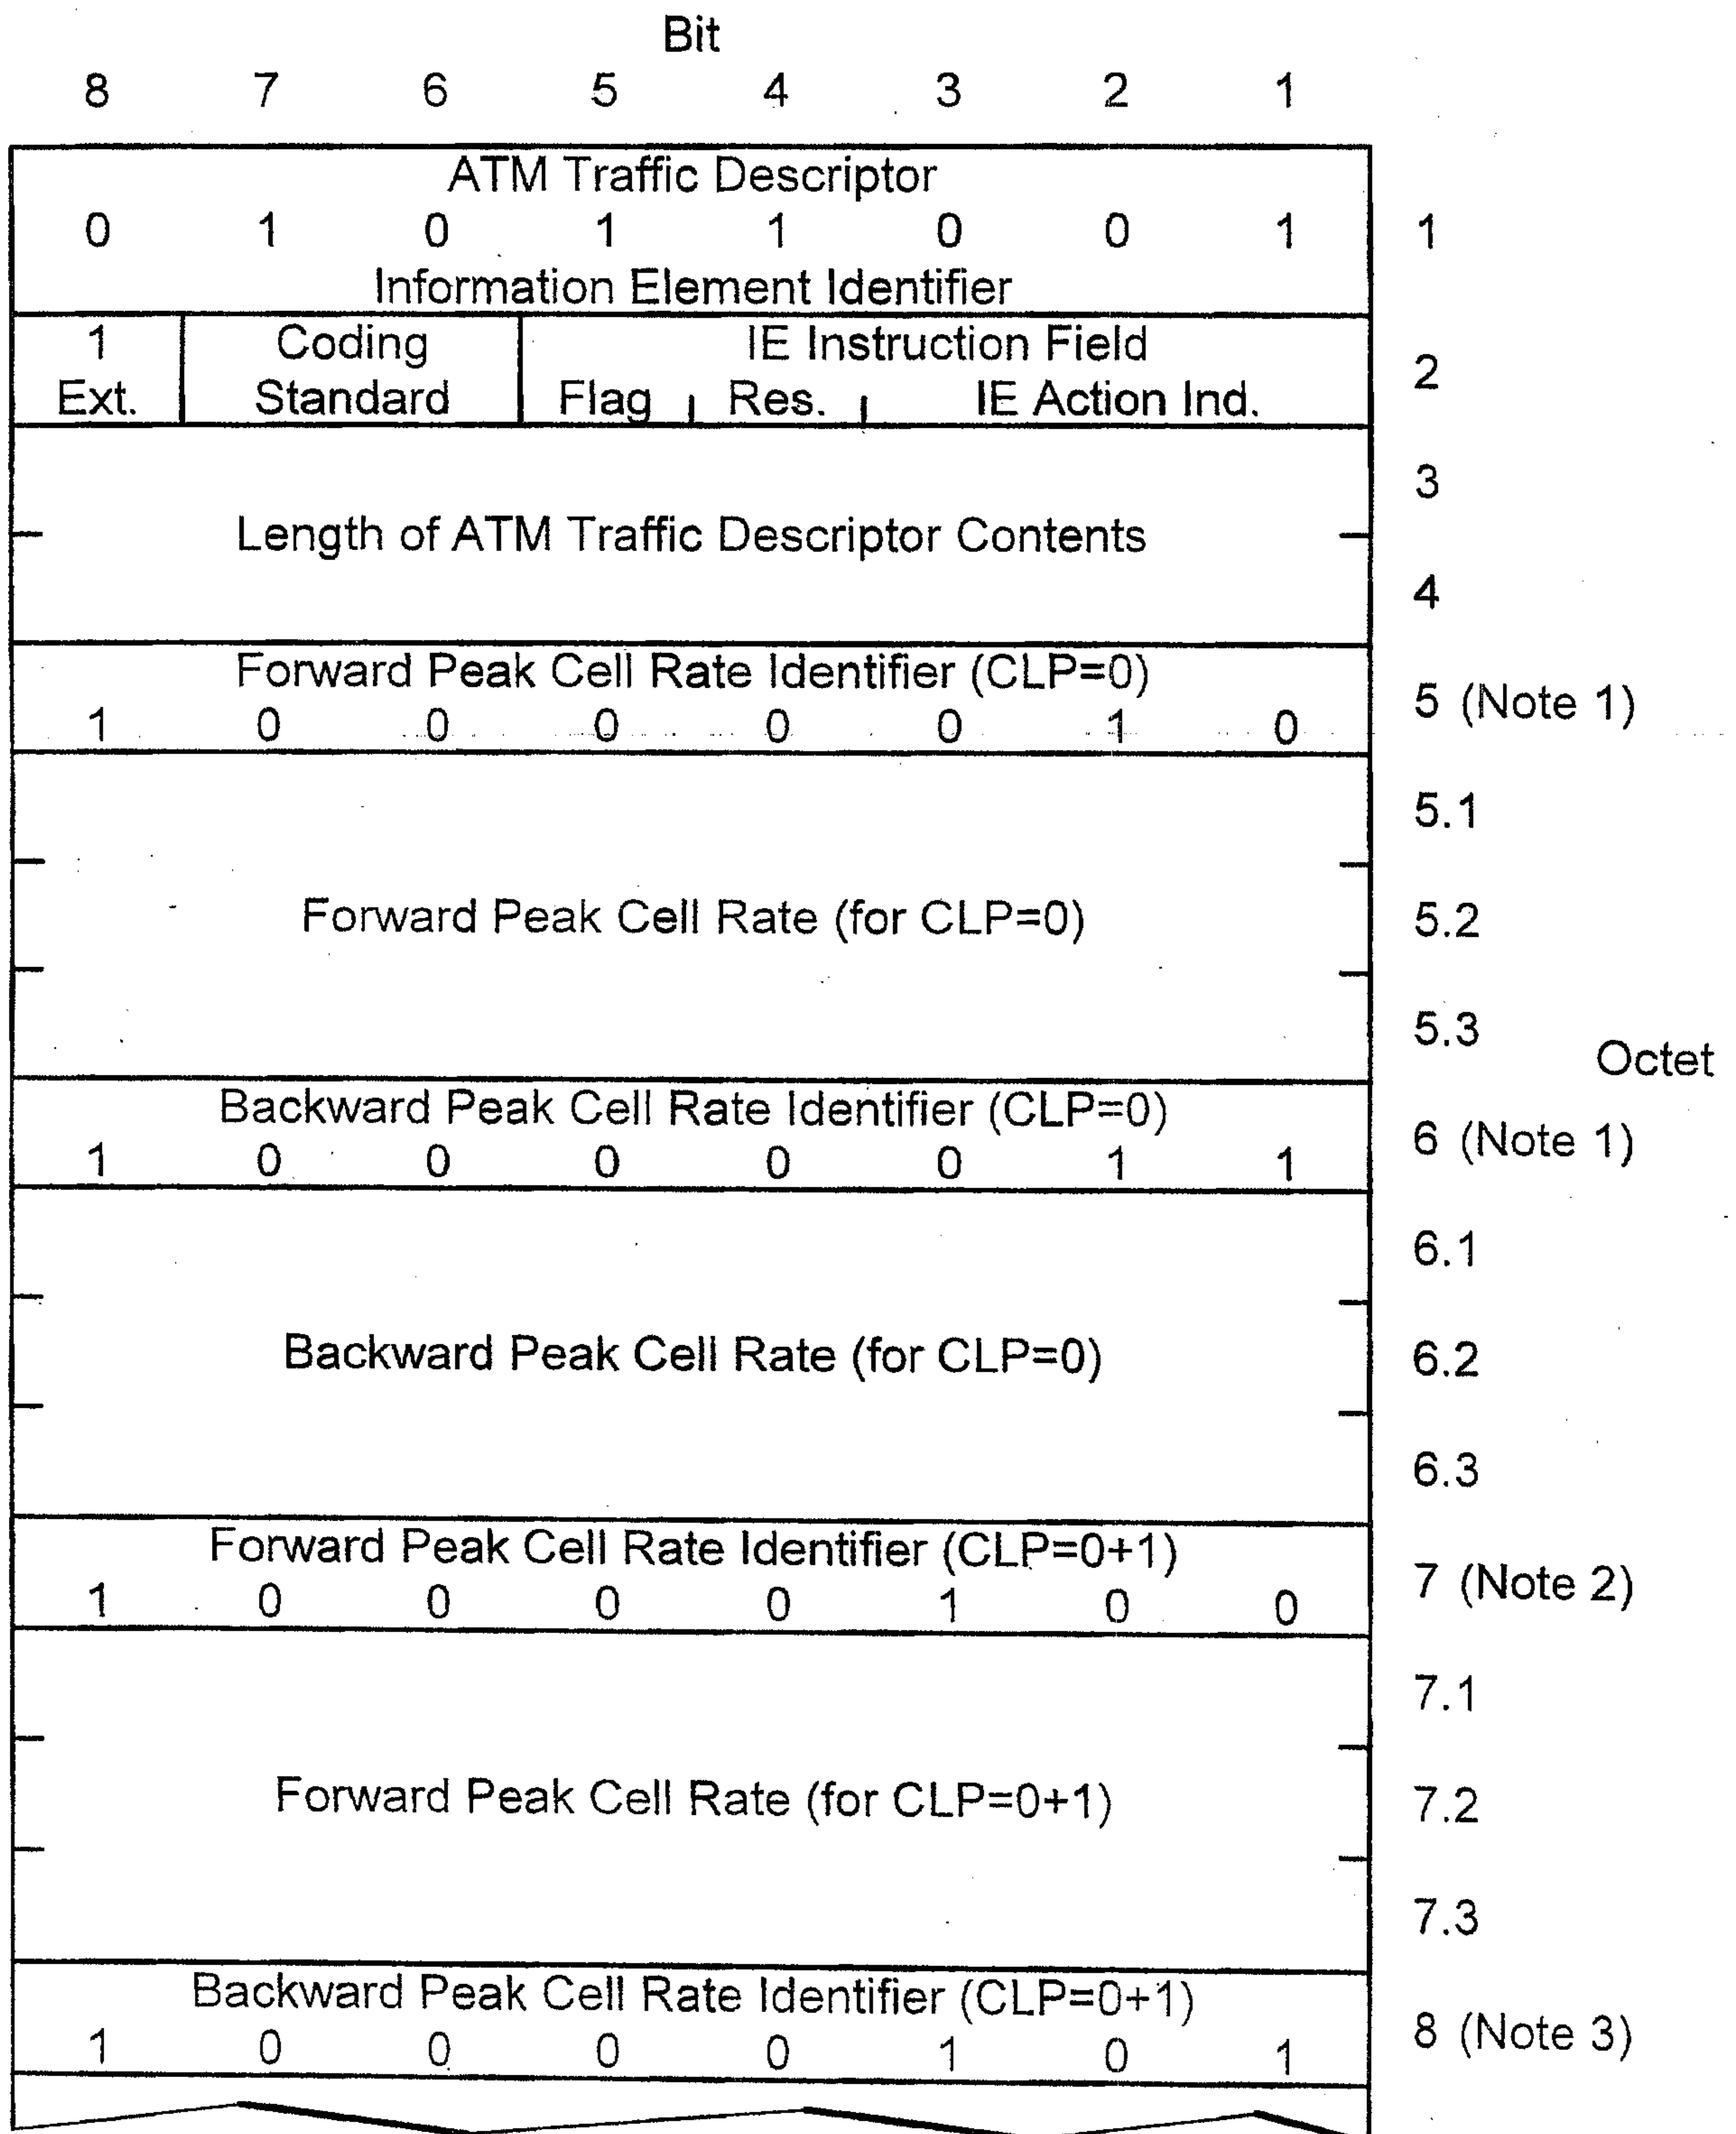 Bit
8 7 6 5 4 3 2 1
ATM Traffic Descriptor
0 1 0 1 1 0 0 1 1
Information Element Identifier
1 Coding IE Instruction Field 2
Ext. Standard Flag Res. IE Action Ind.
3
Length of ATM Traffic Descriptor Contents
4
Forward Peak Cell Rate Identifier (CLP=0)
5 (Note 1)
1 0 0 0 0 0 1 0
5.1
Forward Peak Cell Rate (for CLP=0) 5.2
5.3
Octet
Backward Peak Cell Rate Identifier (CLP=0)
6 (Note 1)
1 0 0 0 0 0 1 1
6.1
Backward Peak Cell Rate (for CLP=0) 6.2
6.3
Forward Peak Cell Rate Identifier (CLP=0+1)
7 (Note 2)
1 0 0 0 0 1 0 0
7.1
Forward Peak Cell Rate (for CLP=0+1) 7.2
7.3
Backward Peak Cell Rate Identifier (CLP=0+1)
8 (Note 3)
1 0 0 0 0 1 0 1